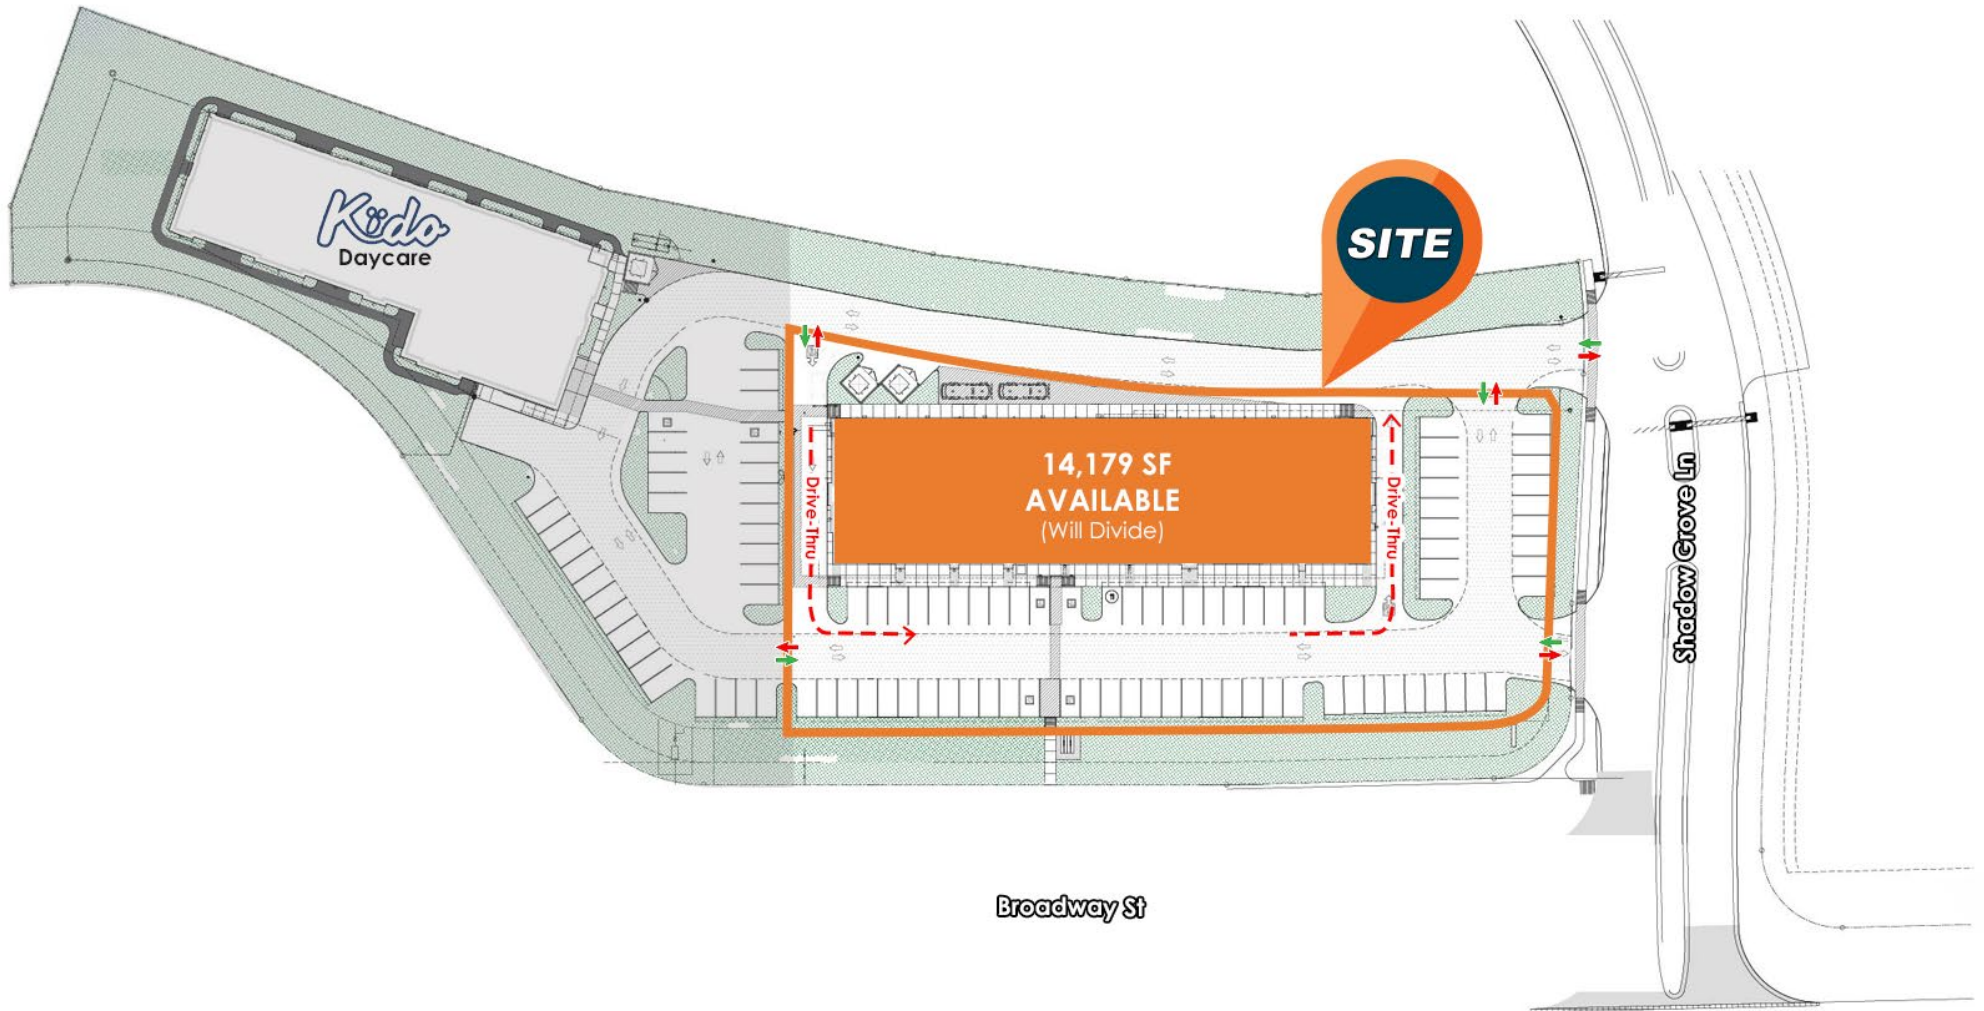 Kido
Daycare
SITE
14,179 SF
AVAILABLE
(Will Divide)
Drive-Thru
Drive-Thru
Shadow Grove Ln
Broadway St